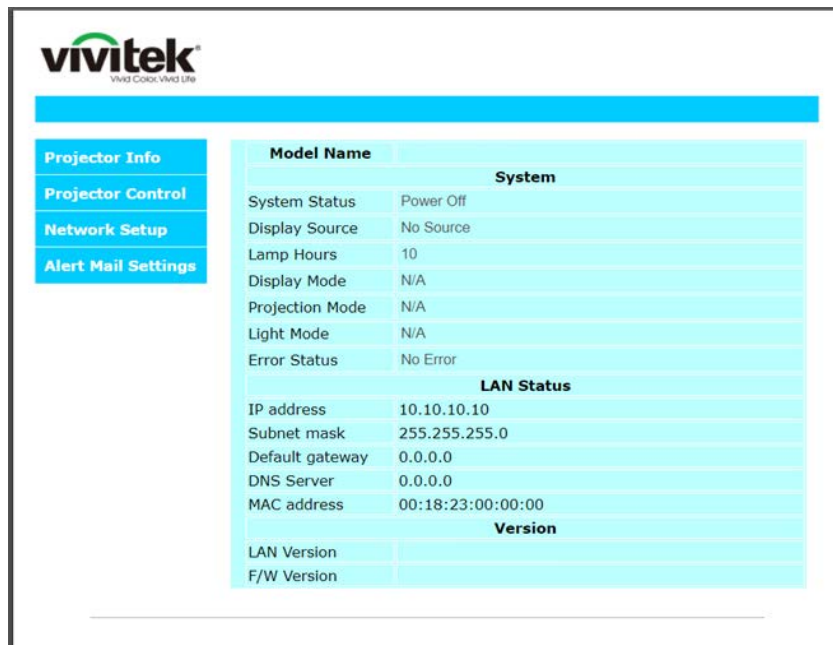 vivitek®
Vivid Color, Vivid Life
Projector Info
Projector Control
Network Setup
Alert Mail Settings
Model Name
System
System Status Power Off
Display Source No Source
Lamp Hours 10
Display Mode N/A
Projection Mode N/A
Light Mode N/A
Error Status No Error
LAN Status
IP address 10.10.10.10
Subnet mask 255.255.255.0
Default gateway 0.0.0.0
DNS Server 0.0.0.0
MAC address 00:18:23:00:00:00
Version
LAN Version
F/W Version